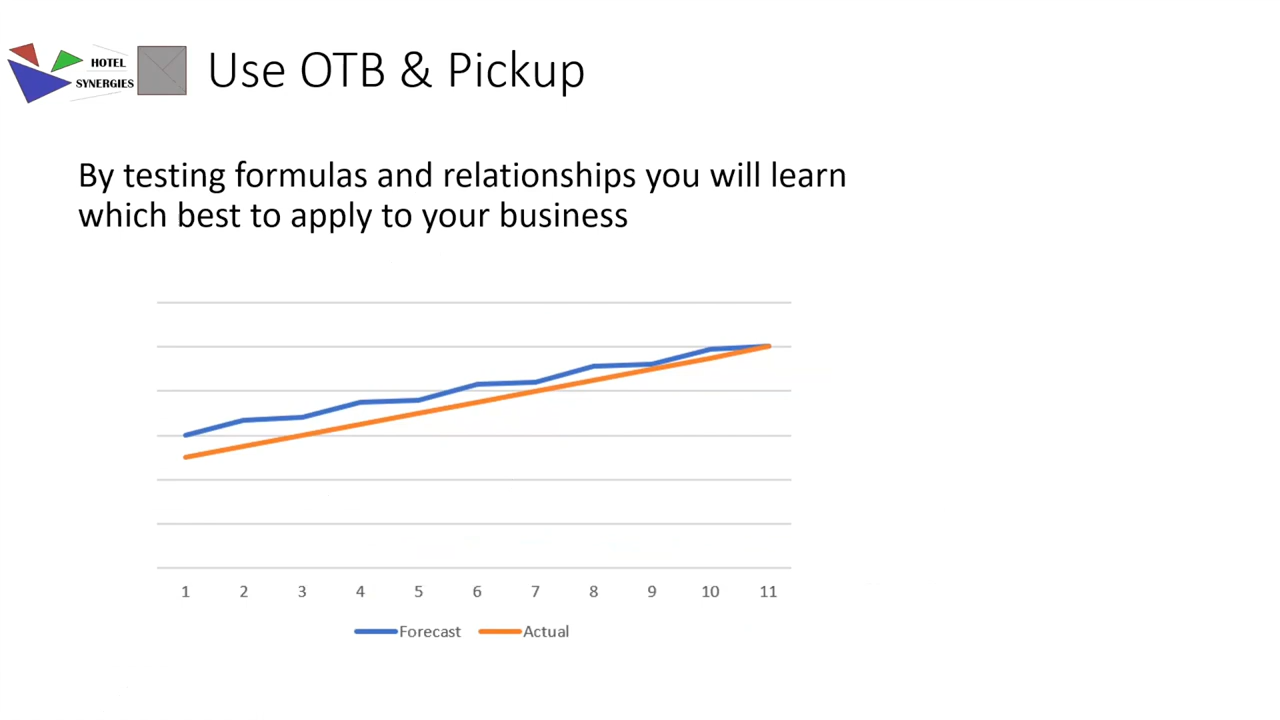 HOTEL
SYNERGIES
Use OTB & Pickup
By testing formulas and relationships you will learn
which best to apply to your business
1 2 3 4 5 6 7 8 9 10 11
Forecast Actual